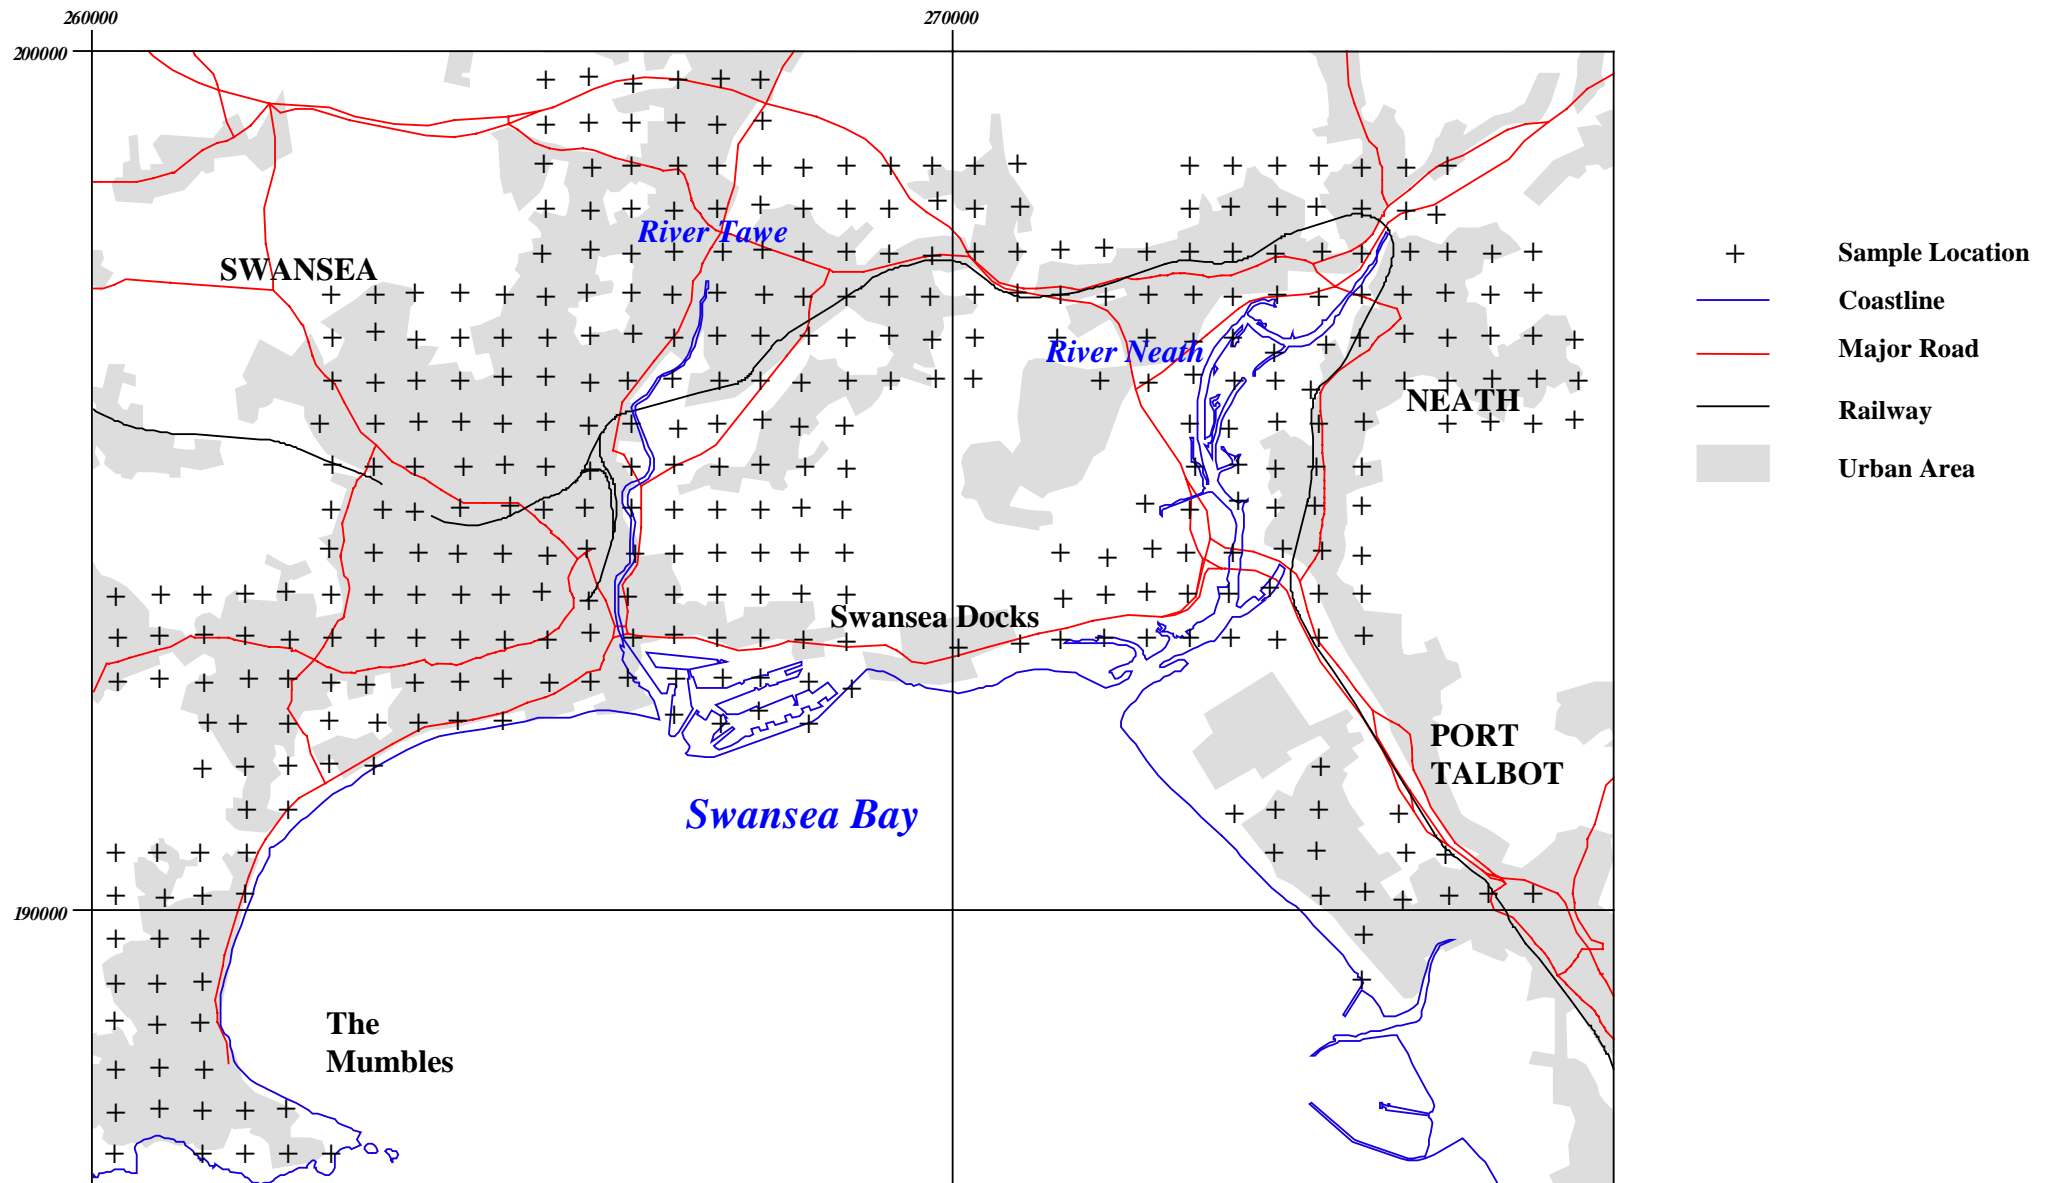 260000
270000
200000
River Tawe
SWANSEA
Sample Location
Coastline
River Neath
Major Road
NEATH
Railway
Urban Area
Swansea Docks
PORT
TALBOT
Swansea Bay
190000
The
Mumbles